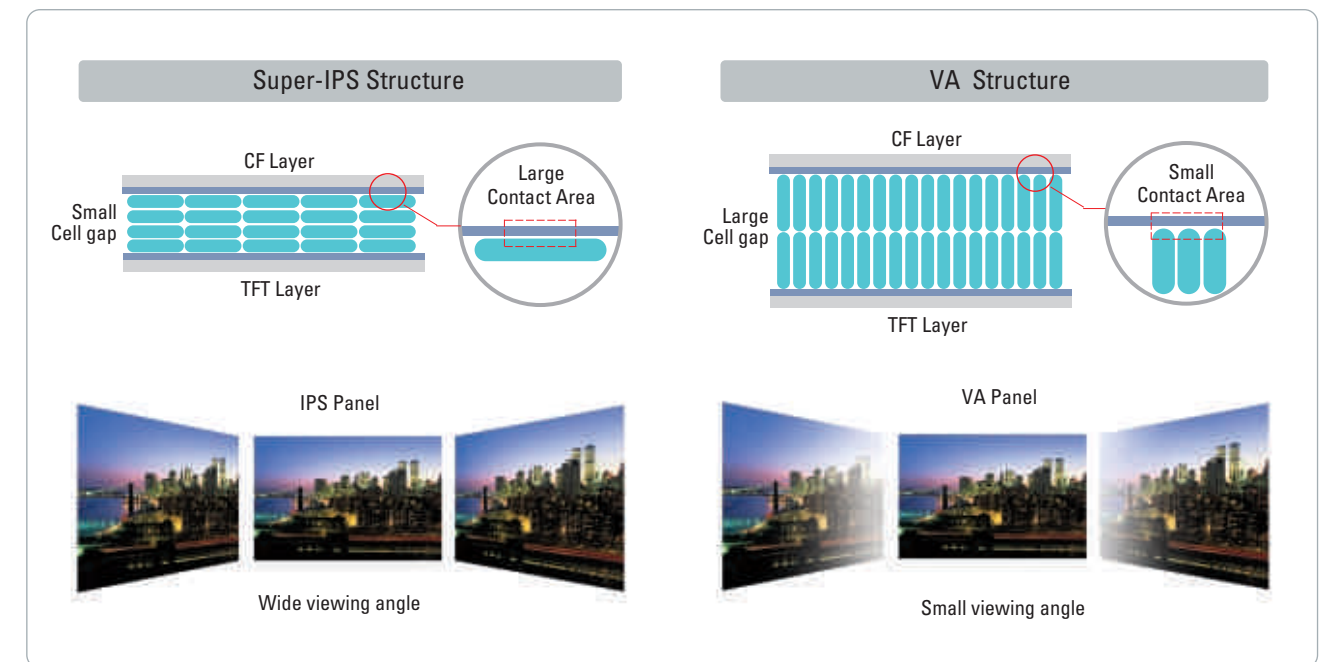 Super-IPS Structure
CF Layer
Small
Cell gap
Large
Contact Area
TFT Layer
IPS Panel
Wide viewing angle
VA Structure
CF Layer
Large
Cell gap
Small
Contact Area
TFT Layer
VA Panel
Small viewing angle